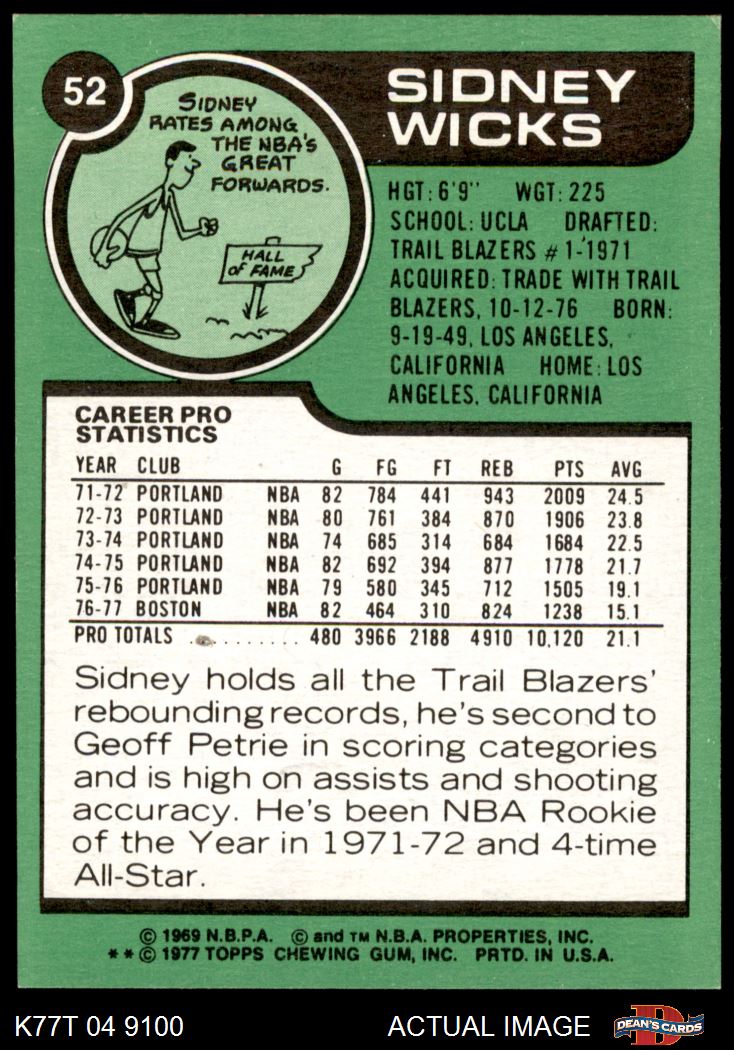 52
SIDNEY
RATES AMONG
THE NBA'S
GREAT
FORWARDS.
HALL
OF FAME
SIDNEY
WICKS
HGT: 6'9" WGT: 225
SCHOOL: UCLA DRAFTED:
TRAIL BLAZERS #1-1971
ACQUIRED: TRADE WITH TRAIL
BLAZERS, 10-12-76 BORN:
9-19-49, LOS ANGELES,
CALIFORNIA HOME: LOS
ANGELES, CALIFORNIA
CAREER PRO
STATISTICS
YEAR CLUB G FG FT REB PTS AVG
71-72 PORTLAND NBA 82 784 441 943 2009 24.5
72-73 PORTLAND NBA 80 761 384 870 1906 23.8
73-74 PORTLAND NBA 74 685 314 684 1684 22.5
74-75 PORTLAND NBA 82 692 394 877 1778 21.7
75-76 PORTLAND NBA 79 580 345 712 1505 19.1
76-77 BOSTON NBA 82 464 310 824 1238 15.1
PRO TOTALS .......... 480 3966 2188 4910 10,120 21.1
Sidney holds all the Trail Blazers'
rebounding records, he's second to
Geoff Petrie in scoring categories
and is high on assists and shooting
accuracy. He's been NBA Rookie
of the Year in 1971-72 and 4-time
All-Star.
© 1969 N.B.P.A. © and TM N.B.A. PROPERTIES, INC.
** © 1977 TOPPS CHEWING GUM, INC. PRTD. IN U.S.A.
K77T 04 9100 ACTUAL IMAGE
D
DEAN'S CARDS